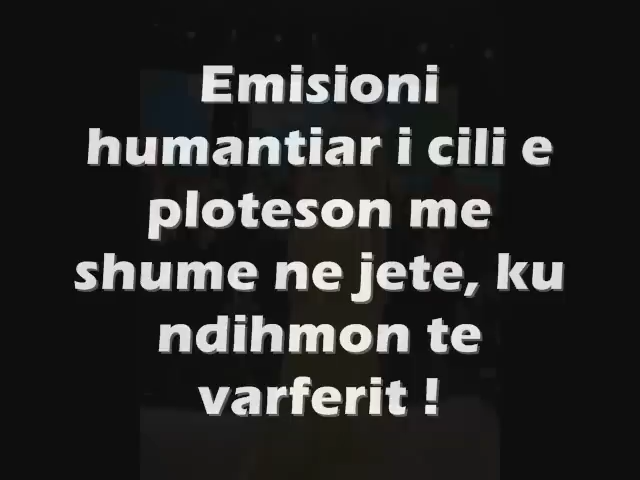 Emisioni
humantiar i cili e
ploteson me
shume ne jete, ku
ndihmon te
varferit !